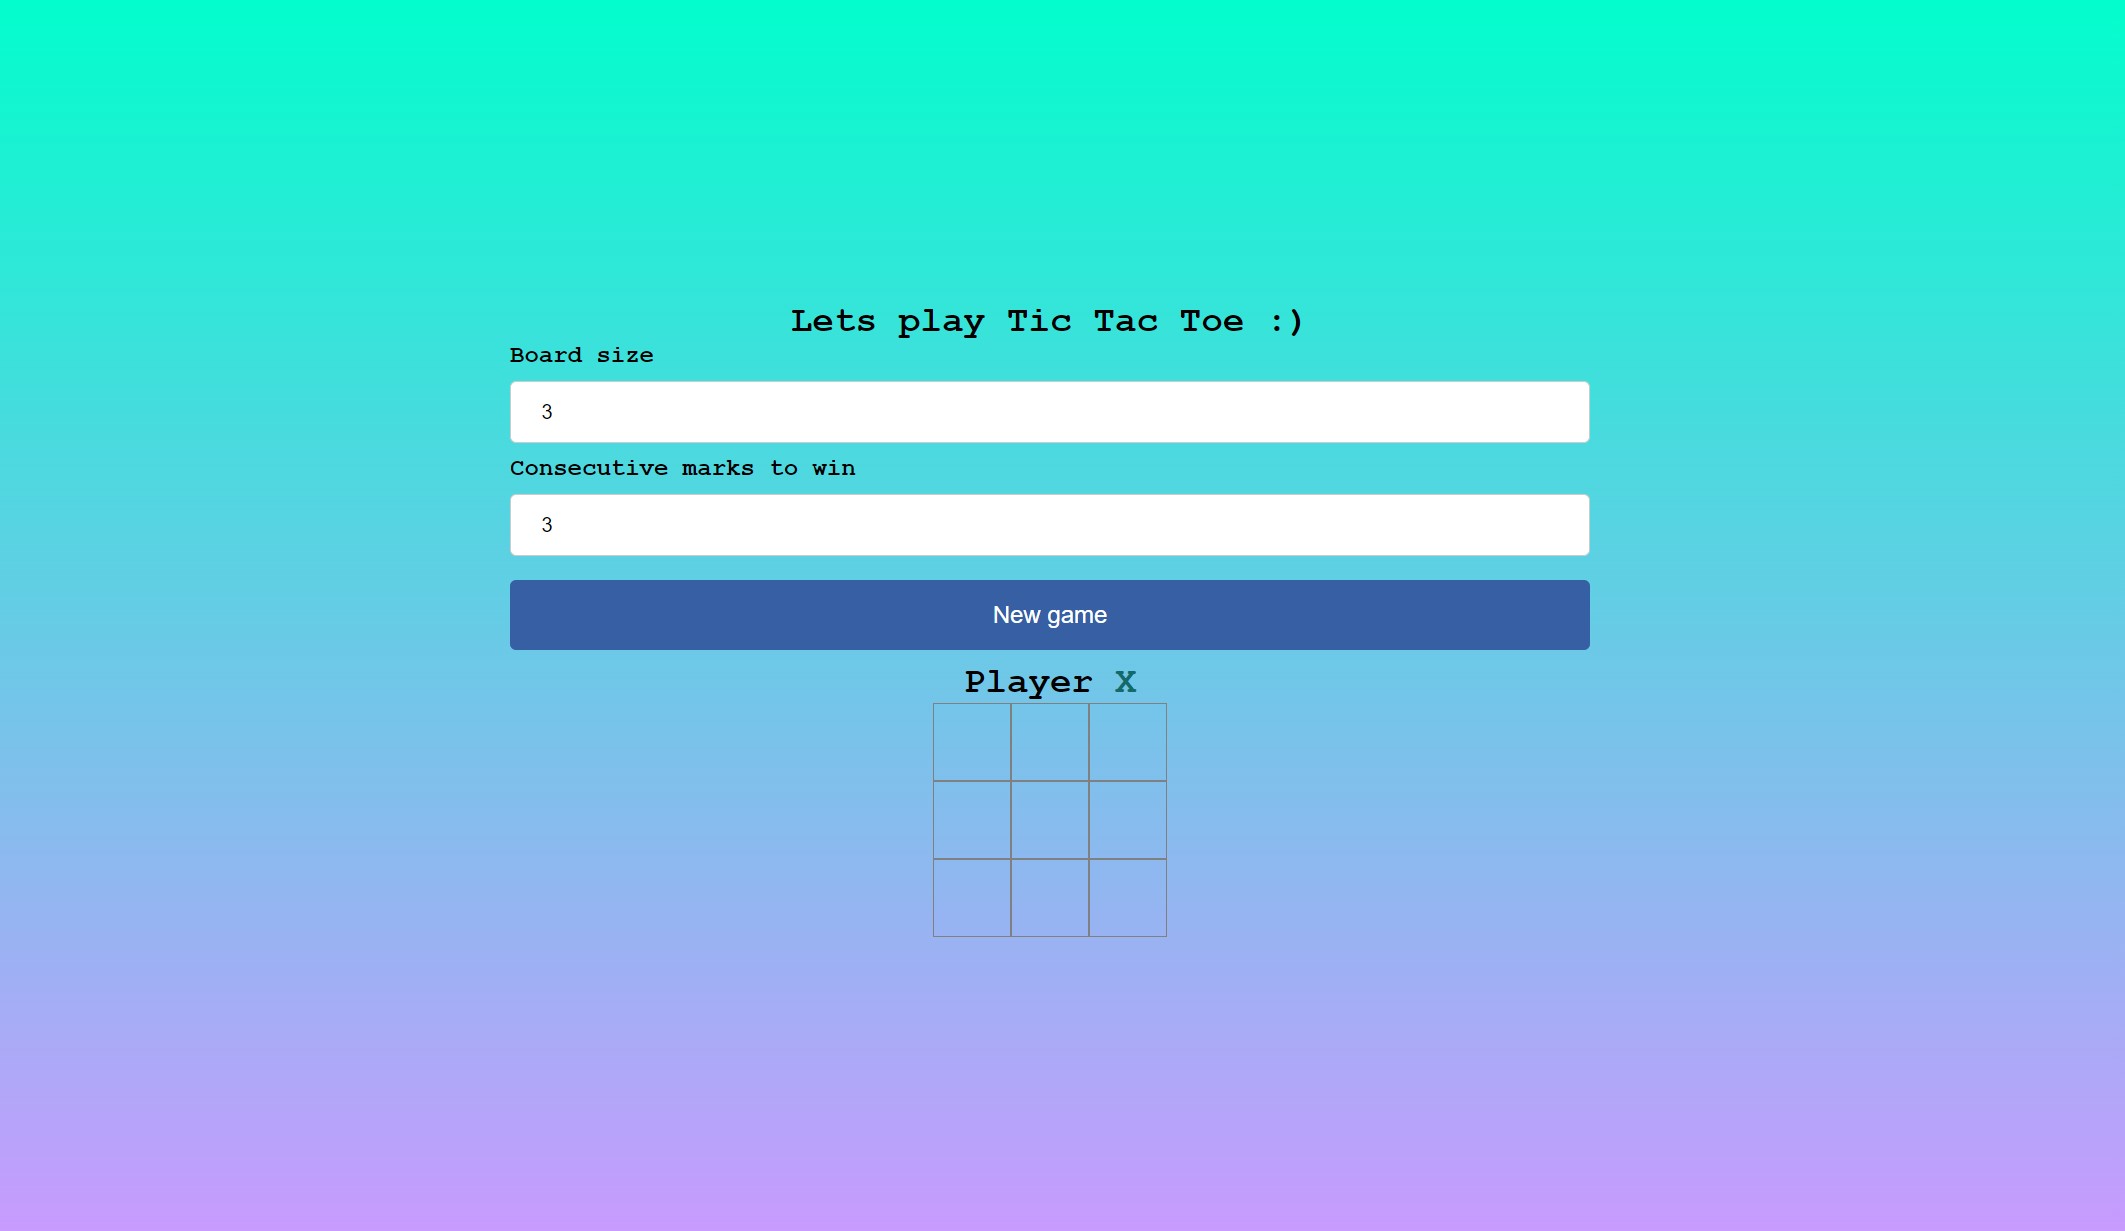 Lets play Tic Tac Toe :)
Board size
3
Consecutive marks to win
3
New game
Player X